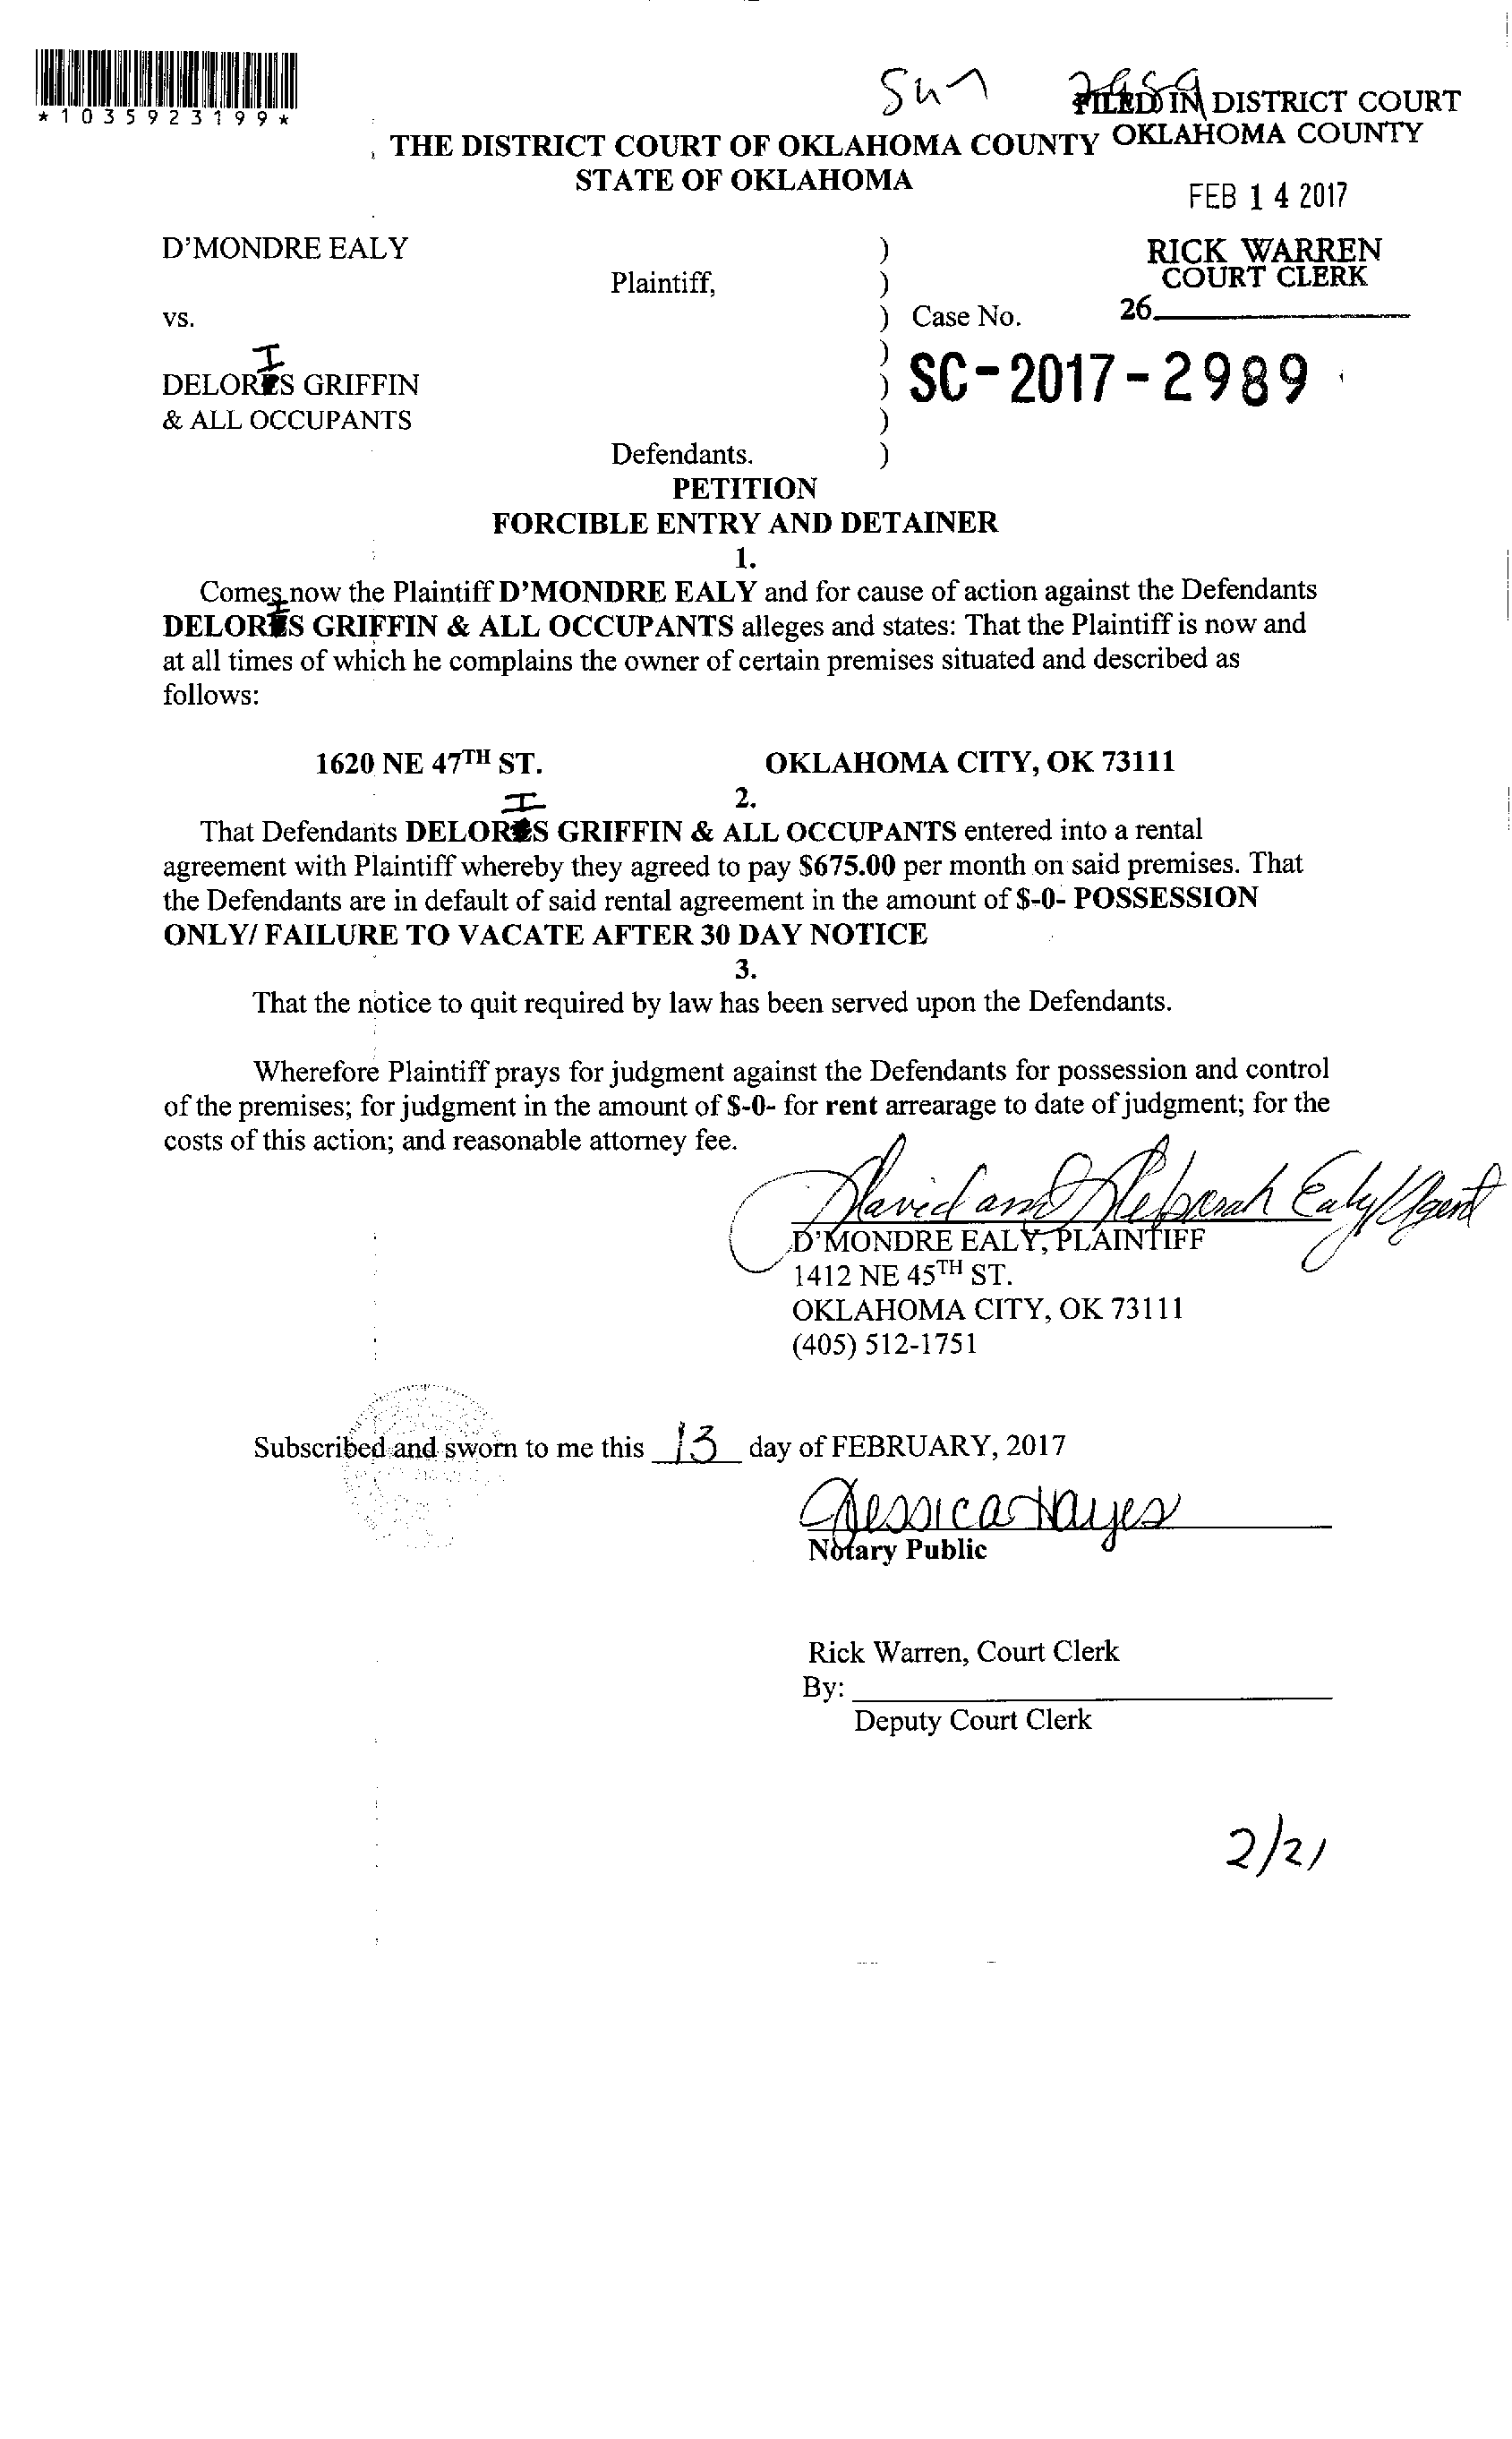 *1035923199*
Sm 2989
FILED IN DISTRICT COURT
OKLAHOMA COUNTY
THE DISTRICT COURT OF OKLAHOMA COUNTY
STATE OF OKLAHOMA
FEB 14 2017
RICK WARREN
COURT CLERK
26
D'MONDRE EALY )
Plaintiff, )
vs. ) Case No.
)
I
DELORIS GRIFFIN ) SC-2017-2989
& ALL OCCUPANTS )
Defendants. )
PETITION
FORCIBLE ENTRY AND DETAINER
1.
Comes now the Plaintiff D'MONDRE EALY and for cause of action against the Defendants
I
DELORIS GRIFFIN & ALL OCCUPANTS alleges and states: That the Plaintiff is now and
at all times of which he complains the owner of certain premises situated and described as
follows:
1620 NE 47TH ST. OKLAHOMA CITY, OK 73111
2.
I
That Defendants DELORIS GRIFFIN & ALL OCCUPANTS entered into a rental
agreement with Plaintiff whereby they agreed to pay $675.00 per month on said premises. That
the Defendants are in default of said rental agreement in the amount of $-0- POSSESSION
ONLY/ FAILURE TO VACATE AFTER 30 DAY NOTICE
3.
That the notice to quit required by law has been served upon the Defendants.
Wherefore Plaintiff prays for judgment against the Defendants for possession and control
of the premises; for judgment in the amount of $-0- for rent arrearage to date of judgment; for the
costs of this action; and reasonable attorney fee.
David and Deborah Ealy/Agent
D'MONDRE EALY, PLAINTIFF
1412 NE 45TH ST.
OKLAHOMA CITY, OK 73111
(405) 512-1751
Subscribed and sworn to me this 13 day of FEBRUARY, 2017
Jessica Hayes
Notary Public
Rick Warren, Court Clerk
By:
Deputy Court Clerk
2/21